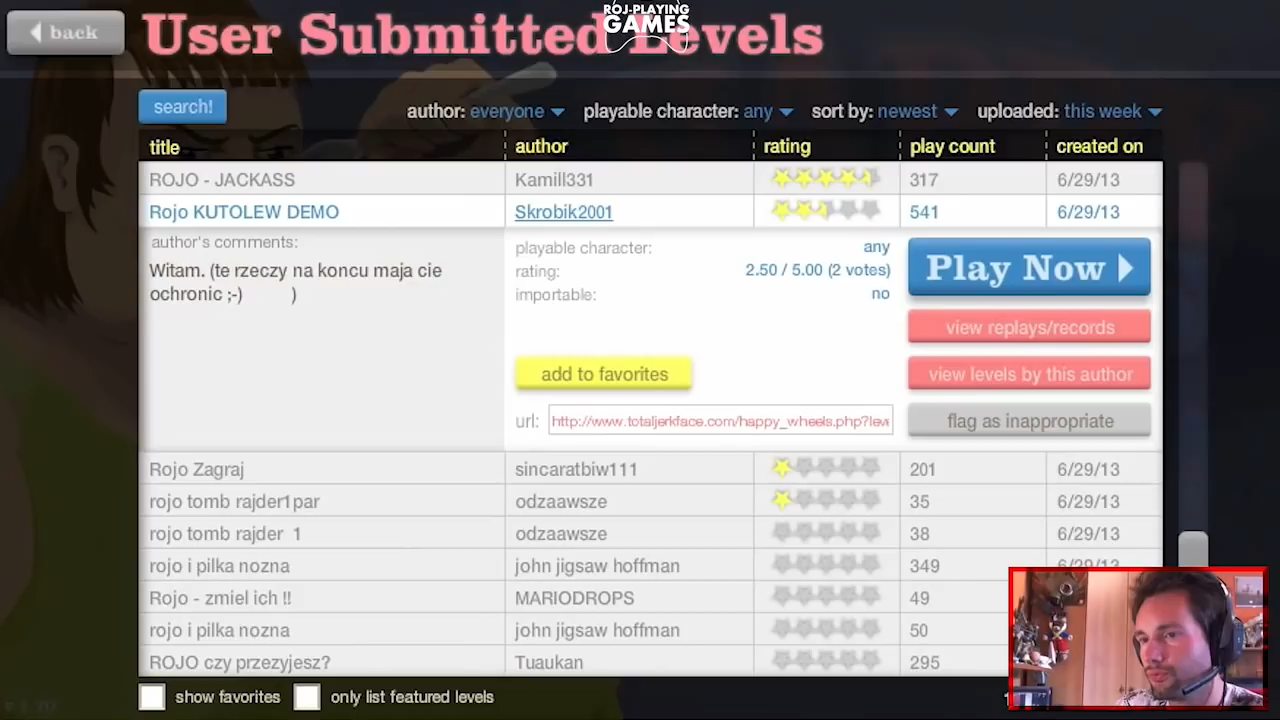 back
User Submitted Levels
ROJ-PLAYING
GAMES
search!
author: everyone
playable character: any
sort by: newest
uploaded: this week
title author rating play count created on
ROJO - JACKASS Kamill331 317 6/29/13
Rojo KUTOLEW DEMO Skrobik2001 541 6/29/13
author's comments:
Witam. (te rzeczy na koncu maja cie
ochronic ;-) )
playable character: any
rating: 2.50 / 5.00 (2 votes)
importable: no
add to favorites
url: http://www.totaljerkface.com/happy_wheels.php?lev
Play Now
view replays/records
view levels by this author
flag as inappropriate
Rojo Zagraj sincaratbiw111 201 6/29/13
rojo tomb rajder1par odzaawsze 35 6/29/13
rojo tomb rajder 1 odzaawsze 38 6/29/13
rojo i pilka nozna john jigsaw hoffman 349 6/29/13
Rojo - zmiel ich !! MARIODROPS 49
rojo i pilka nozna john jigsaw hoffman 50
ROJO czy przezyjesz? Tuaukan 295
show favorites
only list featured levels